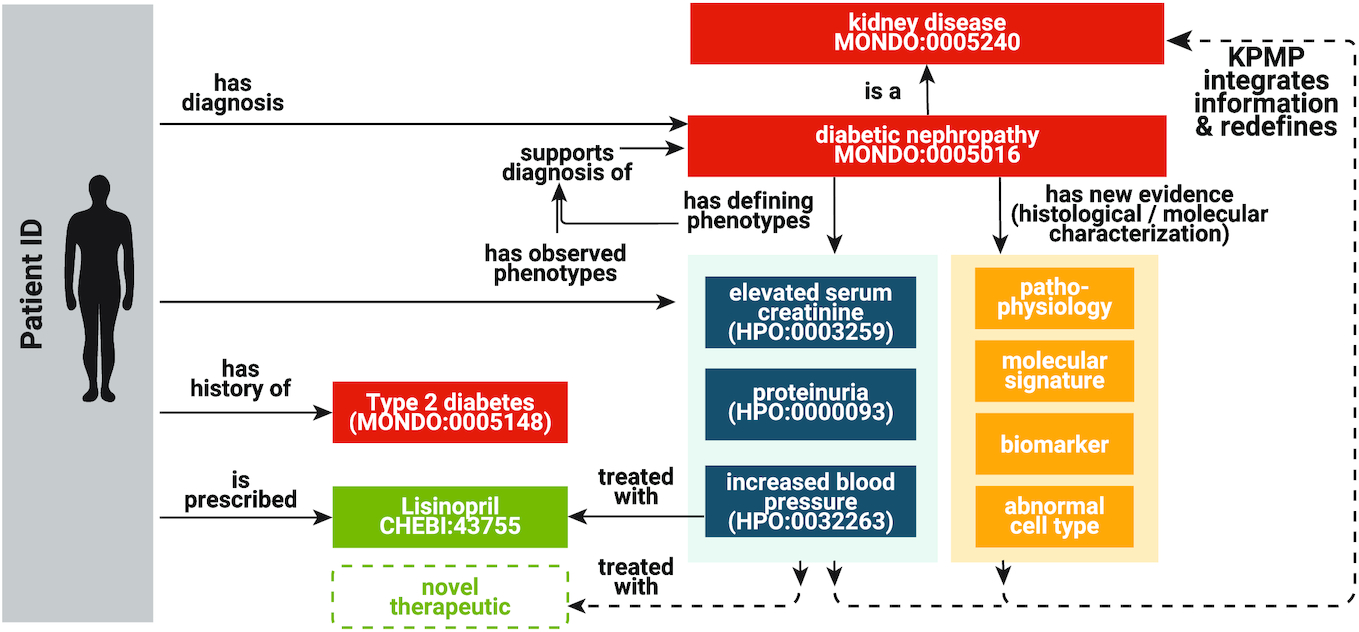 kidney disease
MONDO:0005240
KPMP
integrates
information
& redefines
is a
has
diagnosis
diabetic nephropathy
MONDO:0005016
supports
diagnosis of
has defining
phenotypes
has new evidence
(histological / molecular
characterization)
has observed
phenotypes
Patient ID
elevated serum
creatinine
(HPO:0003259)
patho-
physiology
molecular
signature
has
history of
Type 2 diabetes
(MONDO:0005148)
proteinuria
(HPO:0000093)
biomarker
is
prescribed
Lisinopril
CHEBI:43755
treated
with
increased blood
pressure
(HPO:0032263)
abnormal
cell type
novel
therapeutic
treated
with